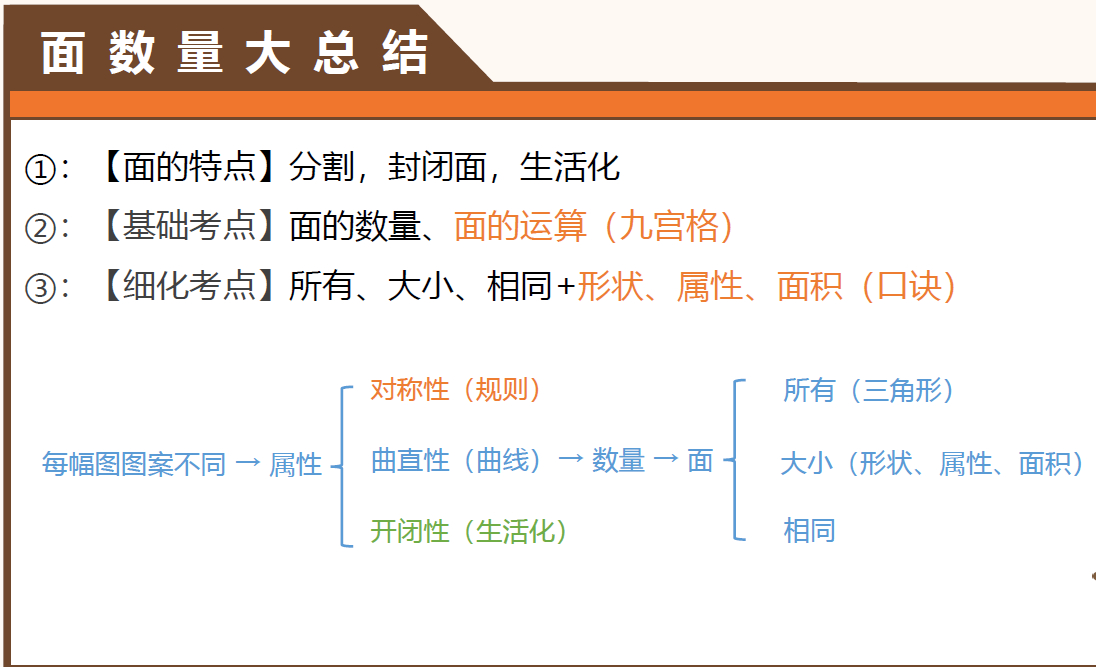 面数量大总结
①：【面的特点】分割，封闭面，生活化
②：【基础考点】面的数量、面的运算（九宫格）
③：【细化考点】所有、大小、相同+形状、属性、面积（口诀）
对称性（规则）
所有（三角形）
每幅图图案不同 → 属性
曲直性（曲线） → 数量 → 面
大小（形状、属性、面积）
开闭性（生活化）
相同